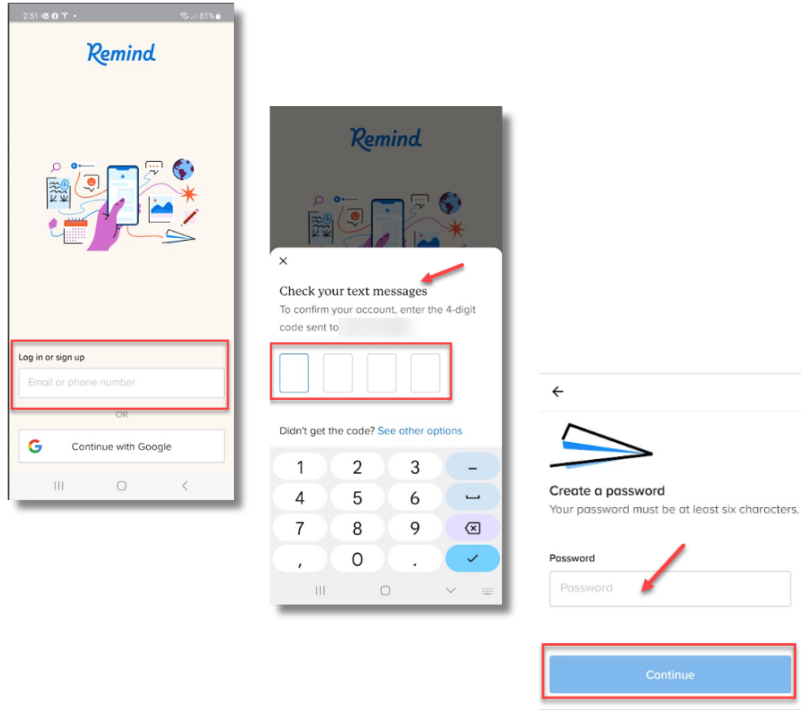 2:51
81%
Remind
Log in or sign up
Email or phone number
OR
Continue with Google
Remind
Check your text messages
To confirm your account, enter the 4-digit
code sent to
Didn't get the code? See other options
1 2 3 -
4 5 6
7 8 9
, 0 .
Create a password
Your password must be at least six characters.
Password
Password
Continue